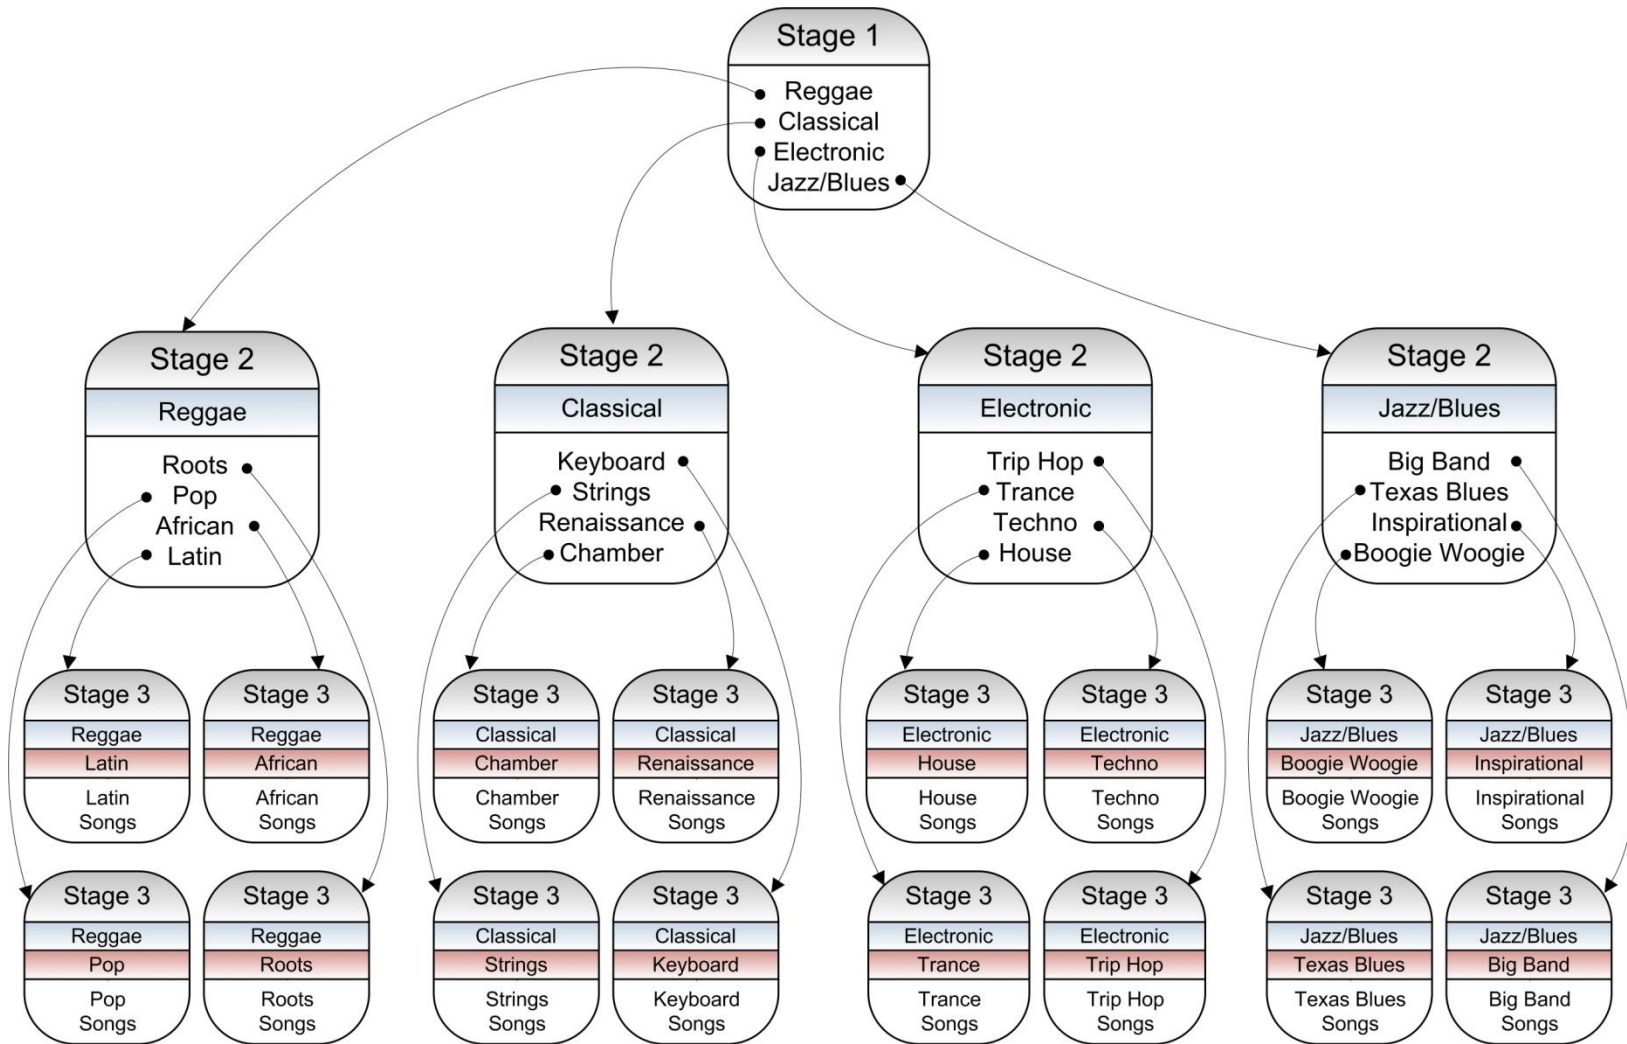 Stage 1
Reggae
Classical
Electronic
Jazz/Blues
Stage 2
Reggae
Roots
Pop
African
Latin
Stage 2
Classical
Keyboard
Strings
Renaissance
Chamber
Stage 2
Electronic
Trip Hop
Trance
Techno
House
Stage 2
Jazz/Blues
Big Band
Texas Blues
Inspirational
Boogie Woogie
Stage 3
Reggae
Latin
Latin
Songs
Stage 3
Reggae
African
African
Songs
Stage 3
Classical
Chamber
Chamber
Songs
Stage 3
Classical
Renaissance
Renaissance
Songs
Stage 3
Electronic
House
House
Songs
Stage 3
Electronic
Techno
Techno
Songs
Stage 3
Jazz/Blues
Boogie Woogie
Boogie Woogie
Songs
Stage 3
Jazz/Blues
Inspirational
Inspirational
Songs
Stage 3
Reggae
Pop
Pop
Songs
Stage 3
Reggae
Roots
Roots
Songs
Stage 3
Classical
Strings
Strings
Songs
Stage 3
Classical
Keyboard
Keyboard
Songs
Stage 3
Electronic
Trance
Trance
Songs
Stage 3
Electronic
Trip Hop
Trip Hop
Songs
Stage 3
Jazz/Blues
Texas Blues
Texas Blues
Songs
Stage 3
Jazz/Blues
Big Band
Big Band
Songs